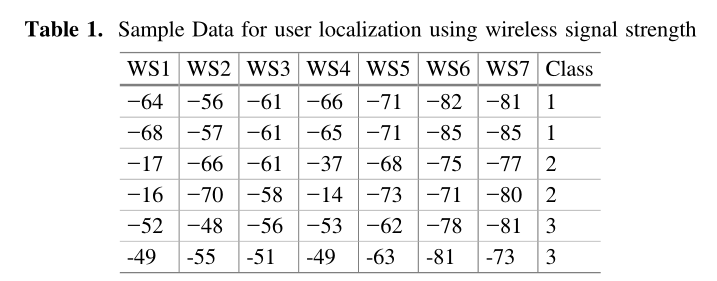 Table 1. Sample Data for user localization using wireless signal strength
WS1 WS2 WS3 WS4 WS5 WS6 WS7 Class
−64 −56 −61 −66 −71 −82 −81 1
−68 −57 −61 −65 −71 −85 −85 1
−17 −66 −61 −37 −68 −75 −77 2
−16 −70 −58 −14 −73 −71 −80 2
−52 −48 −56 −53 −62 −78 −81 3
-49 -55 -51 -49 -63 -81 -73 3